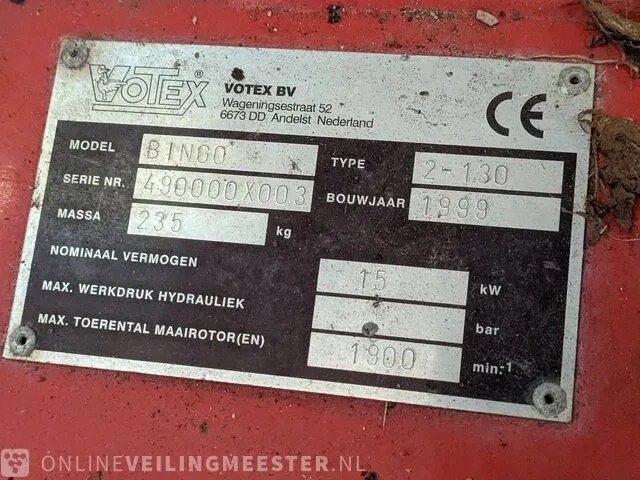 VOTEX®
VOTEX BV
Wageningsestraat 52
6673 DD Andelst Nederland
CE
MODEL BINGO TYPE 2-130
SERIE NR. 490000X003 BOUWJAAR 1999
MASSA 235 kg
NOMINAAL VERMOGEN 15 kW
MAX. WERKDRUK HYDRAULIEK bar
MAX. TOERENTAL MAAIROTOR(EN) 1900 min-1
ONLINEVEILINGMEESTER.NL